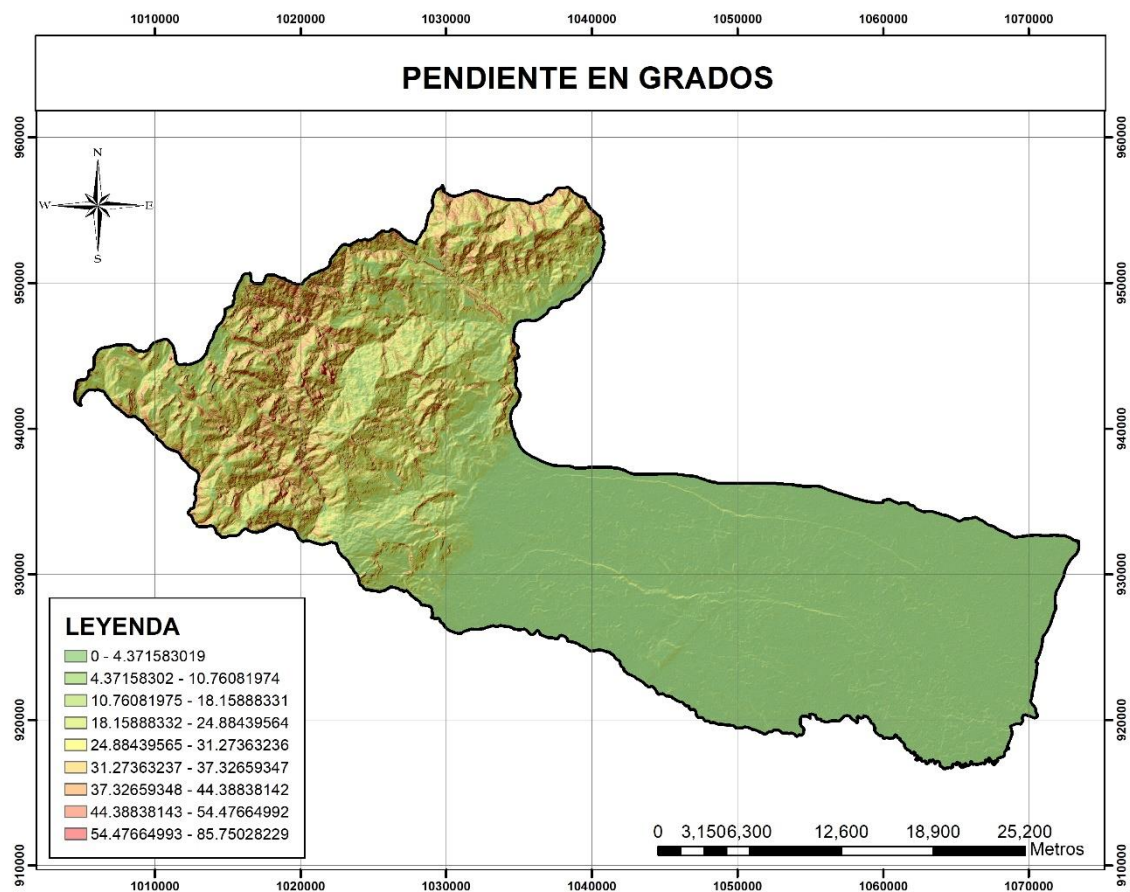 1010000 1020000 1030000 1040000 1050000 1060000 1070000
PENDIENTE EN GRADOS
960000 960000
N
W E
S
950000 950000
940000 940000
930000 930000
920000 920000
910000 910000
LEYENDA
0 - 4.371583019
4.37158302 - 10.76081974
10.76081975 - 18.15888331
18.15888332 - 24.88439564
24.88439565 - 31.27363236
31.27363237 - 37.32659347
37.32659348 - 44.38838142
44.38838143 - 54.47664992
54.47664993 - 85.75028229
0 3,150 6,300 12,600 18,900 25,200
Metros
1010000 1020000 1030000 1040000 1050000 1060000 1070000